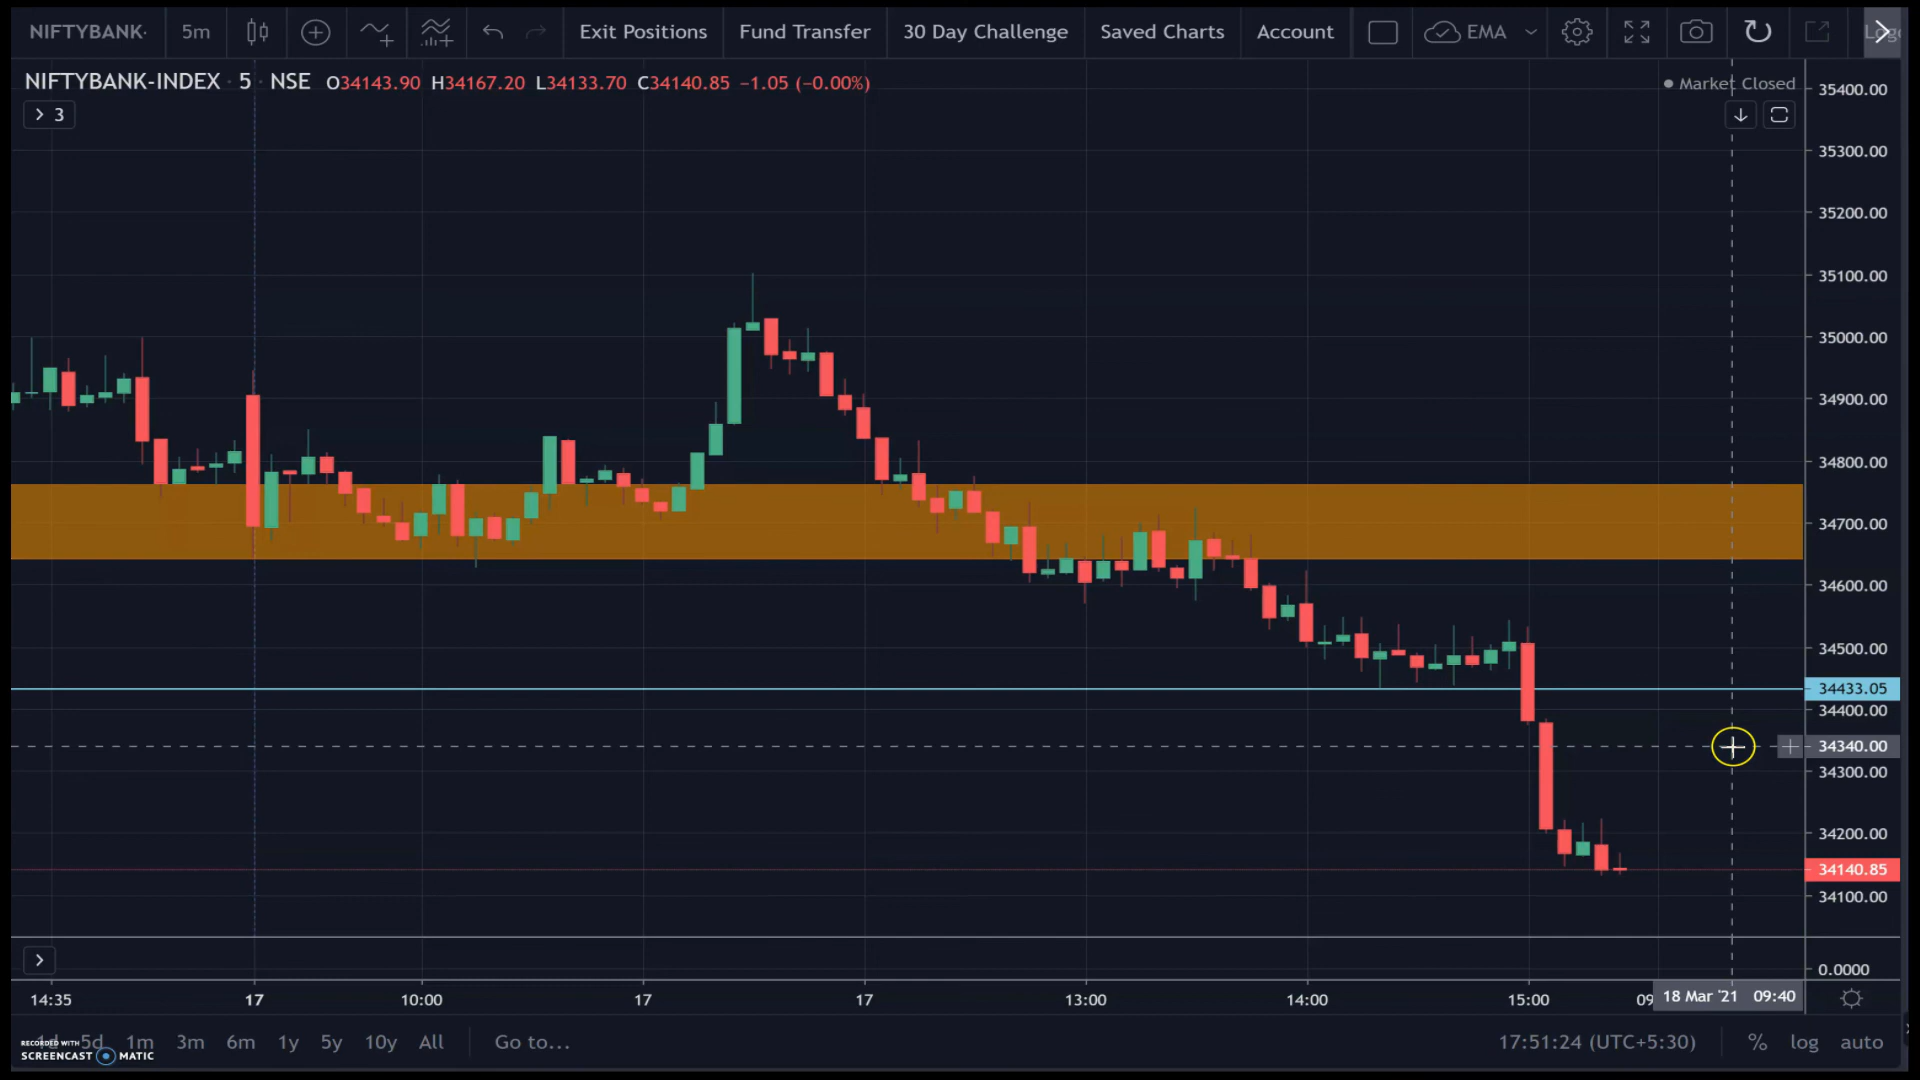 NIFTYBANK- 5m Exit Positions Fund Transfer 30 Day Challenge Saved Charts Account EMA
NIFTYBANK-INDEX · 5 · NSE O34143.90 H34167.20 L34133.70 C34140.85 −1.05 (−0.00%)
Market Closed
3
35400.00
35300.00
35200.00
35100.00
35000.00
34900.00
34800.00
34700.00
34600.00
34500.00
34433.05
34400.00
34340.00
34300.00
34200.00
34140.85
34100.00
0.0000
14:35 17 10:00 17 17 13:00 14:00 15:00 09 18 Mar '21 09:40
5d 1m 3m 6m 1y 5y 10y All Go to... 17:51:24 (UTC+5:30) % log auto
RECORDED WITH
SCREENCAST MATIC